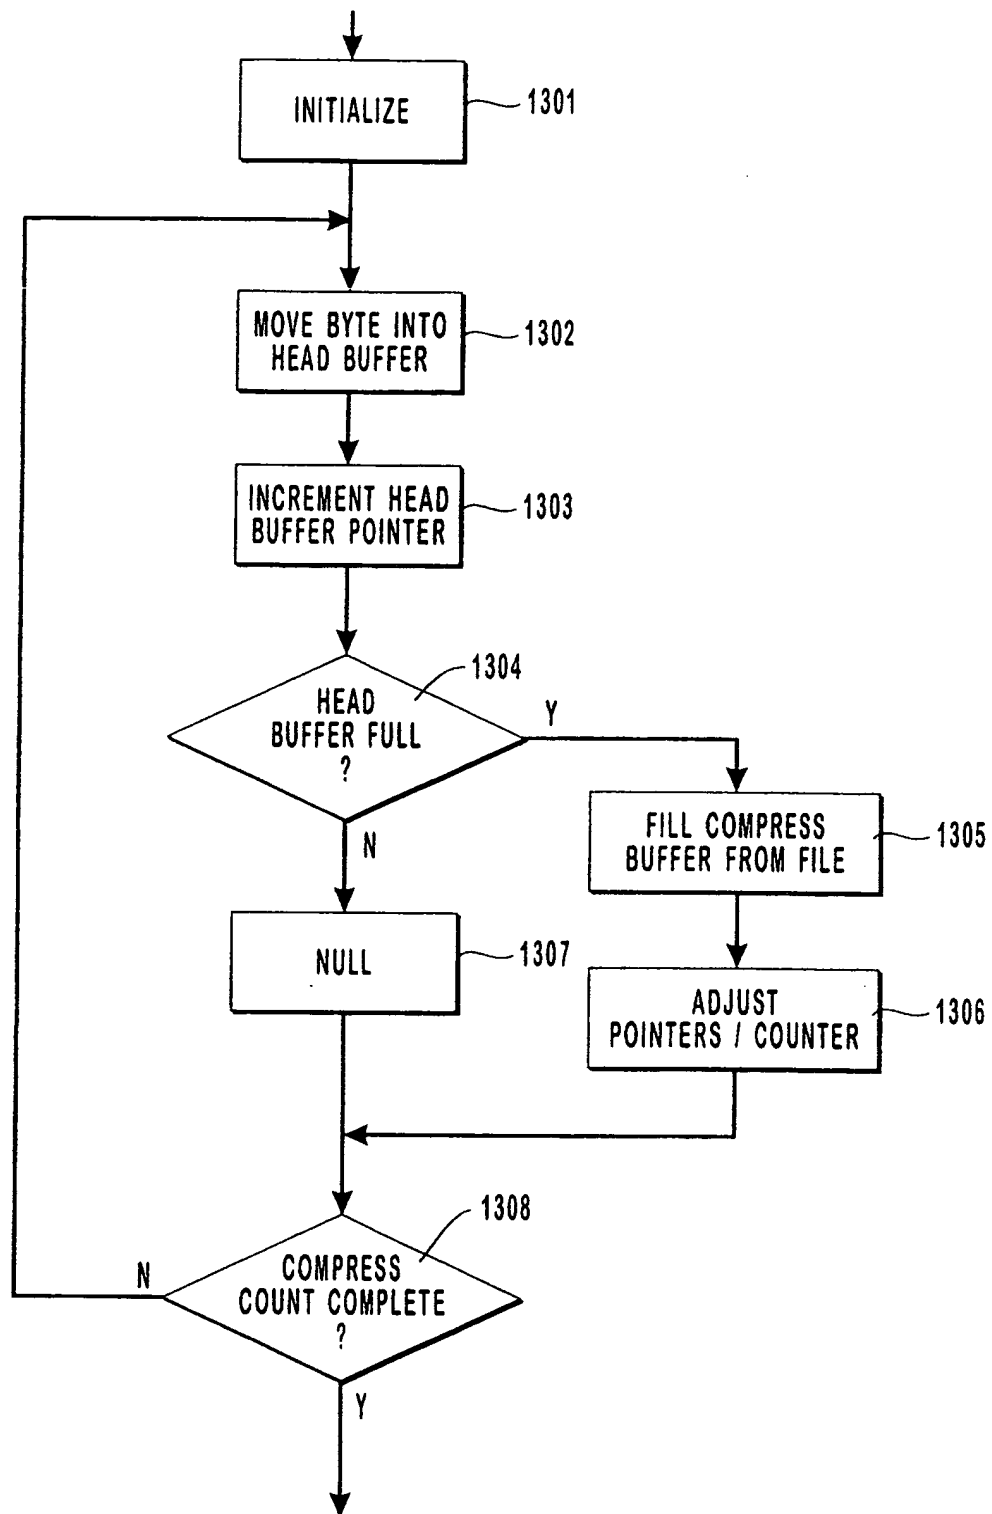 INITIALIZE
1301
MOVE BYTE INTO
HEAD BUFFER
1302
INCREMENT HEAD
BUFFER POINTER
1303
HEAD
BUFFER FULL
?
1304
Y
N
FILL COMPRESS
BUFFER FROM FILE
1305
NULL
1307
ADJUST
POINTERS / COUNTER
1306
COMPRESS
COUNT COMPLETE
?
1308
N
Y